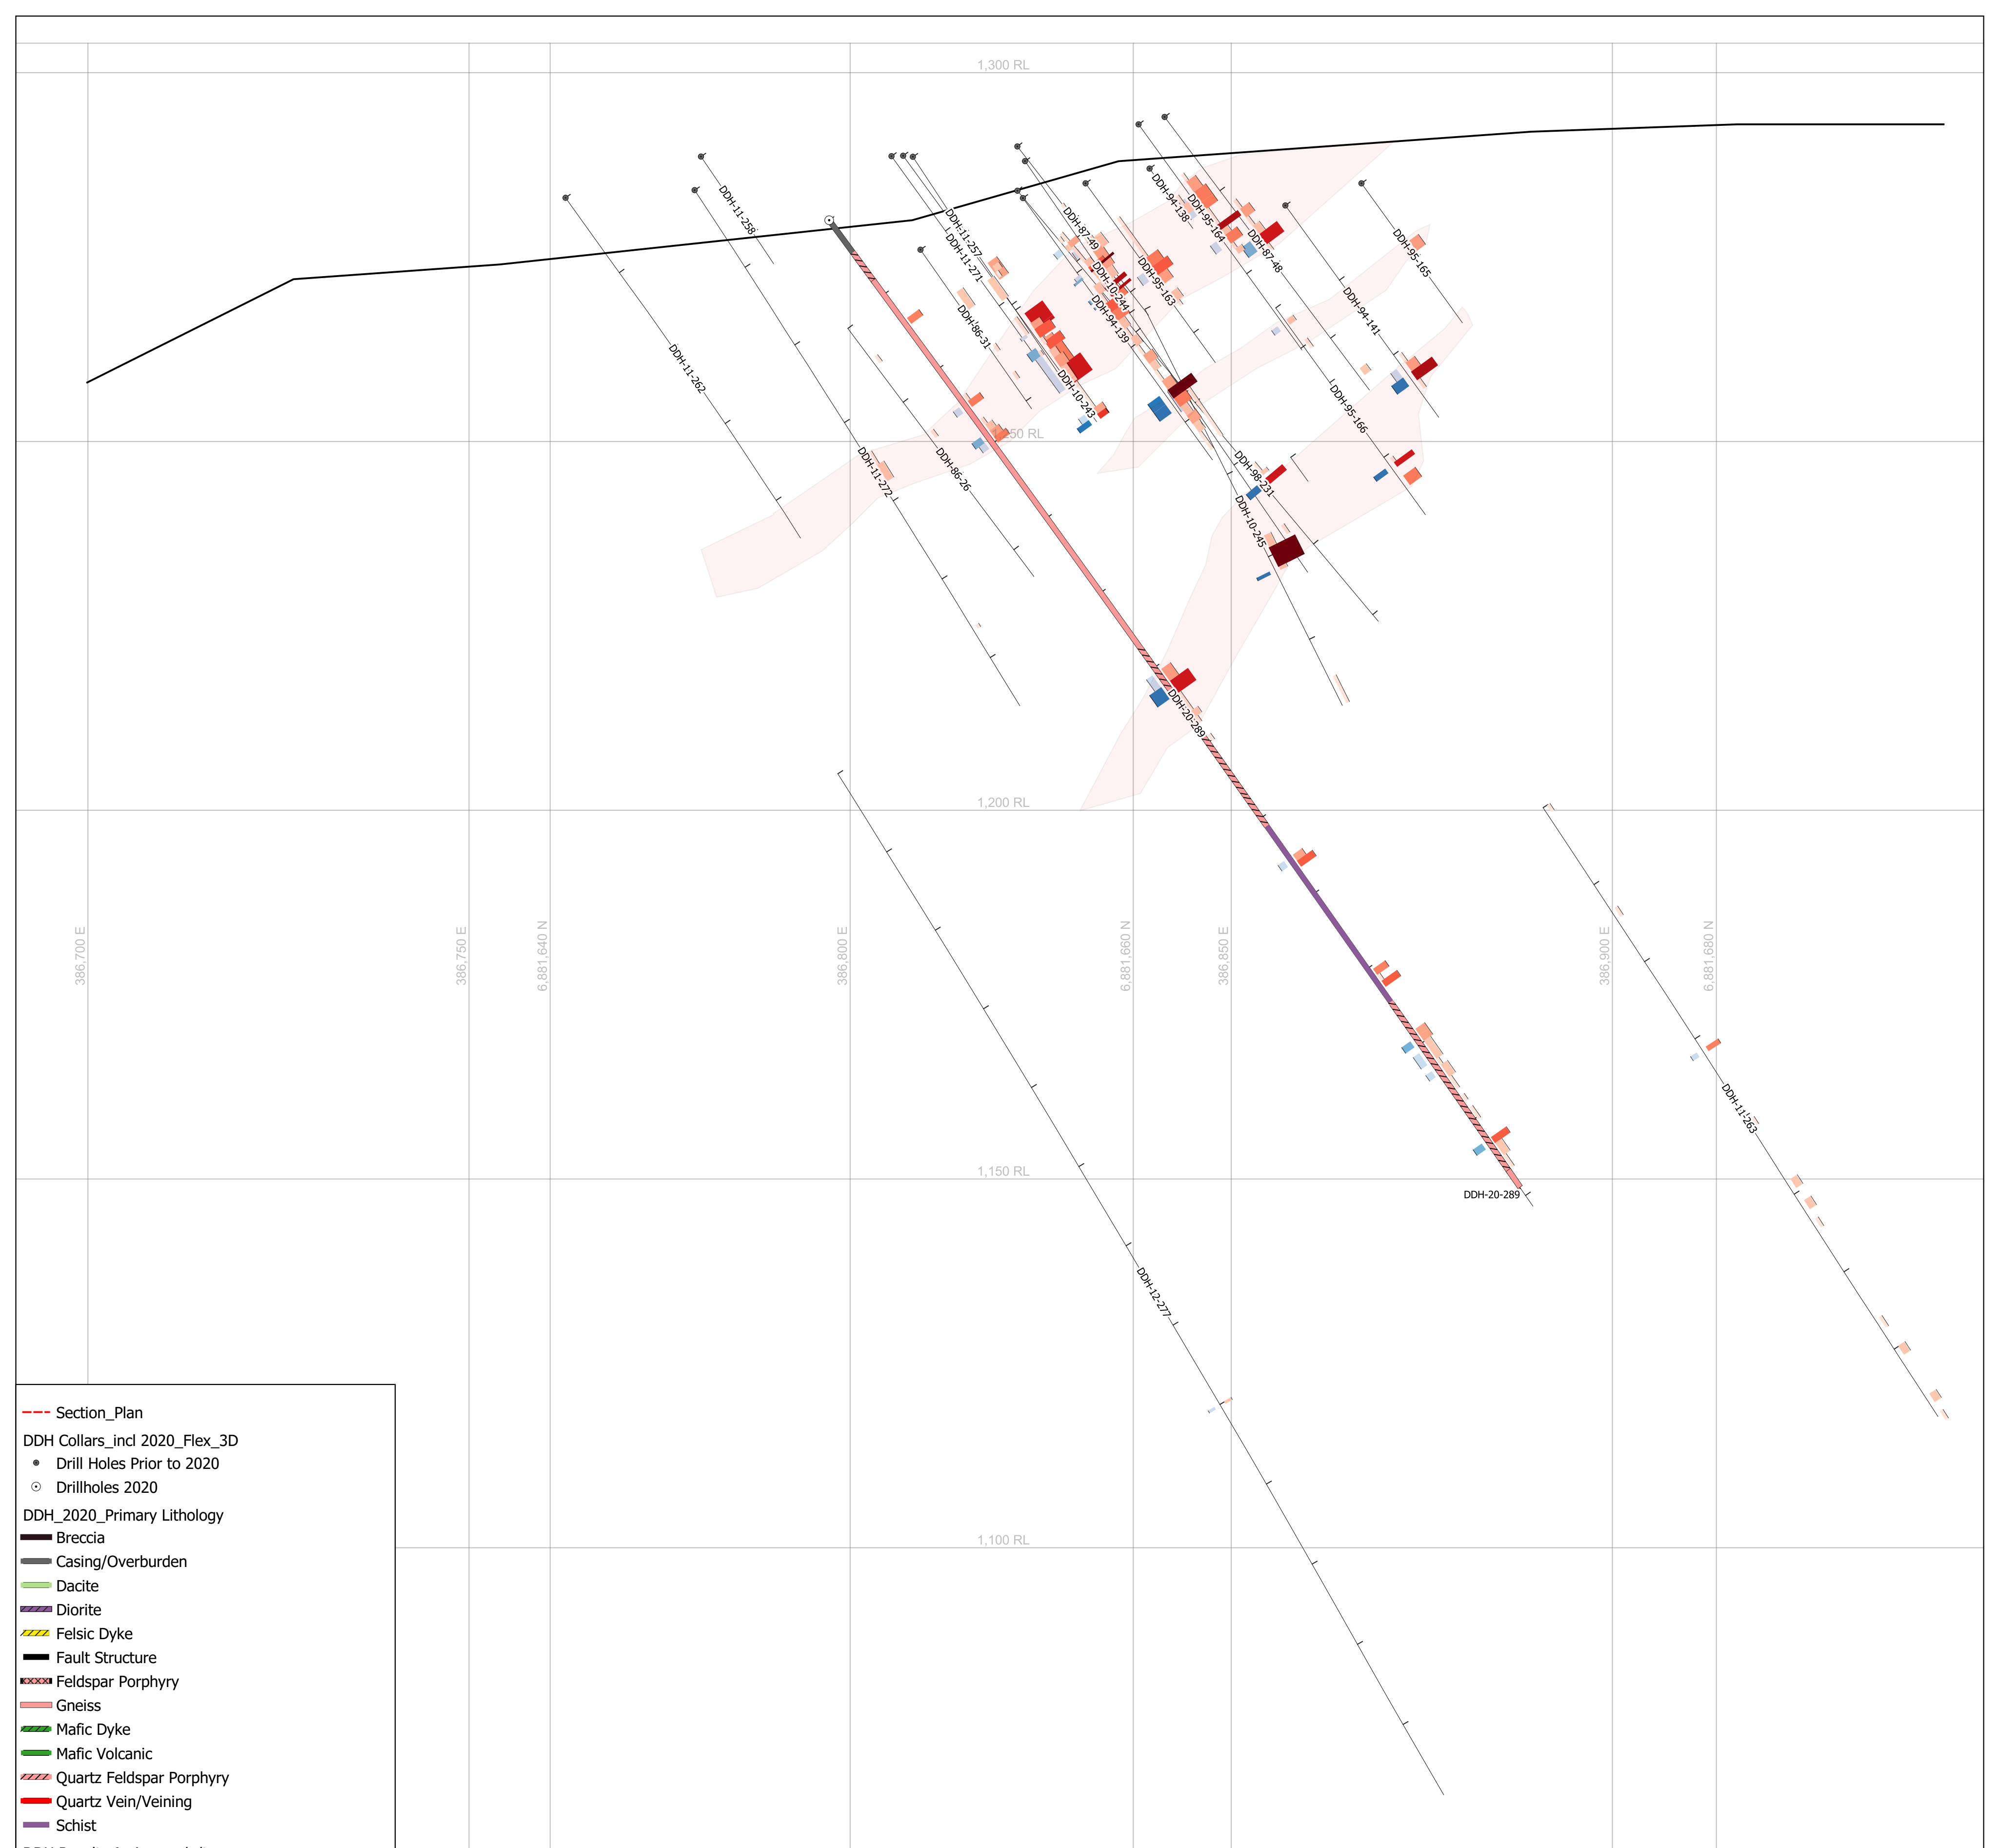 1,300 RL
DDH-11-258
DDH-94-138
DDH-95-164
DDH-87-49
DDH-11-257
DDH-11-271
DDH-87-48
DDH-95-165
DDH-10-244
DDH-95-163
DDH-94-139
DDH-94-141
DDH-86-31
DDH-11-262
DDH-10-243
DDH-95-166
50 RL
DDH-11-272
DDH-86-26
DDH-98-231
DDH-10-245
DDH-20-289
1,200 RL
386,700 E
386,750 E
6,881,640 N
386,800 E
6,881,660 N
386,850 E
386,900 E
6,881,680 N
DDH-11-263
1,150 RL
DDH-20-289
DDH-12-277
1,100 RL
Section_Plan
DDH Collars_incl 2020_Flex_3D
Drill Holes Prior to 2020
Drillholes 2020
DDH_2020_Primary Lithology
Breccia
Casing/Overburden
Dacite
Diorite
Felsic Dyke
Fault Structure
Feldspar Porphyry
Gneiss
Mafic Dyke
Mafic Volcanic
Quartz Feldspar Porphyry
Quartz Vein/Veining
Schist